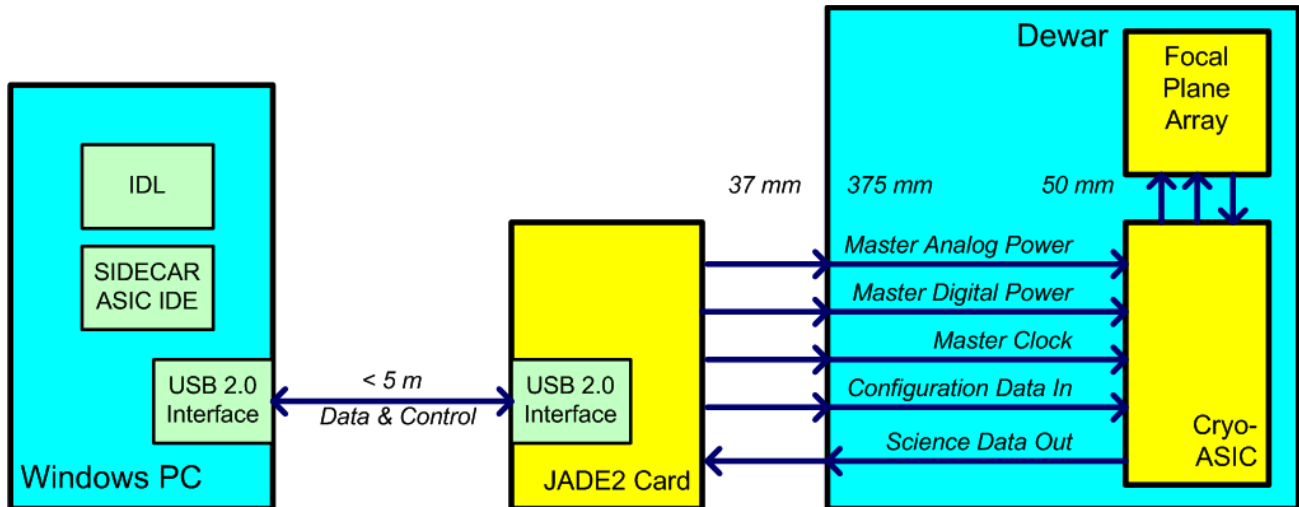 Dewar
Focal
Plane
Array
IDL
SIDECAR
ASIC IDE
USB 2.0
Interface
Windows PC
< 5 m
Data & Control
USB 2.0
Interface
JADE2 Card
37 mm
375 mm
50 mm
Master Analog Power
Master Digital Power
Master Clock
Configuration Data In
Science Data Out
Cryo-
ASIC